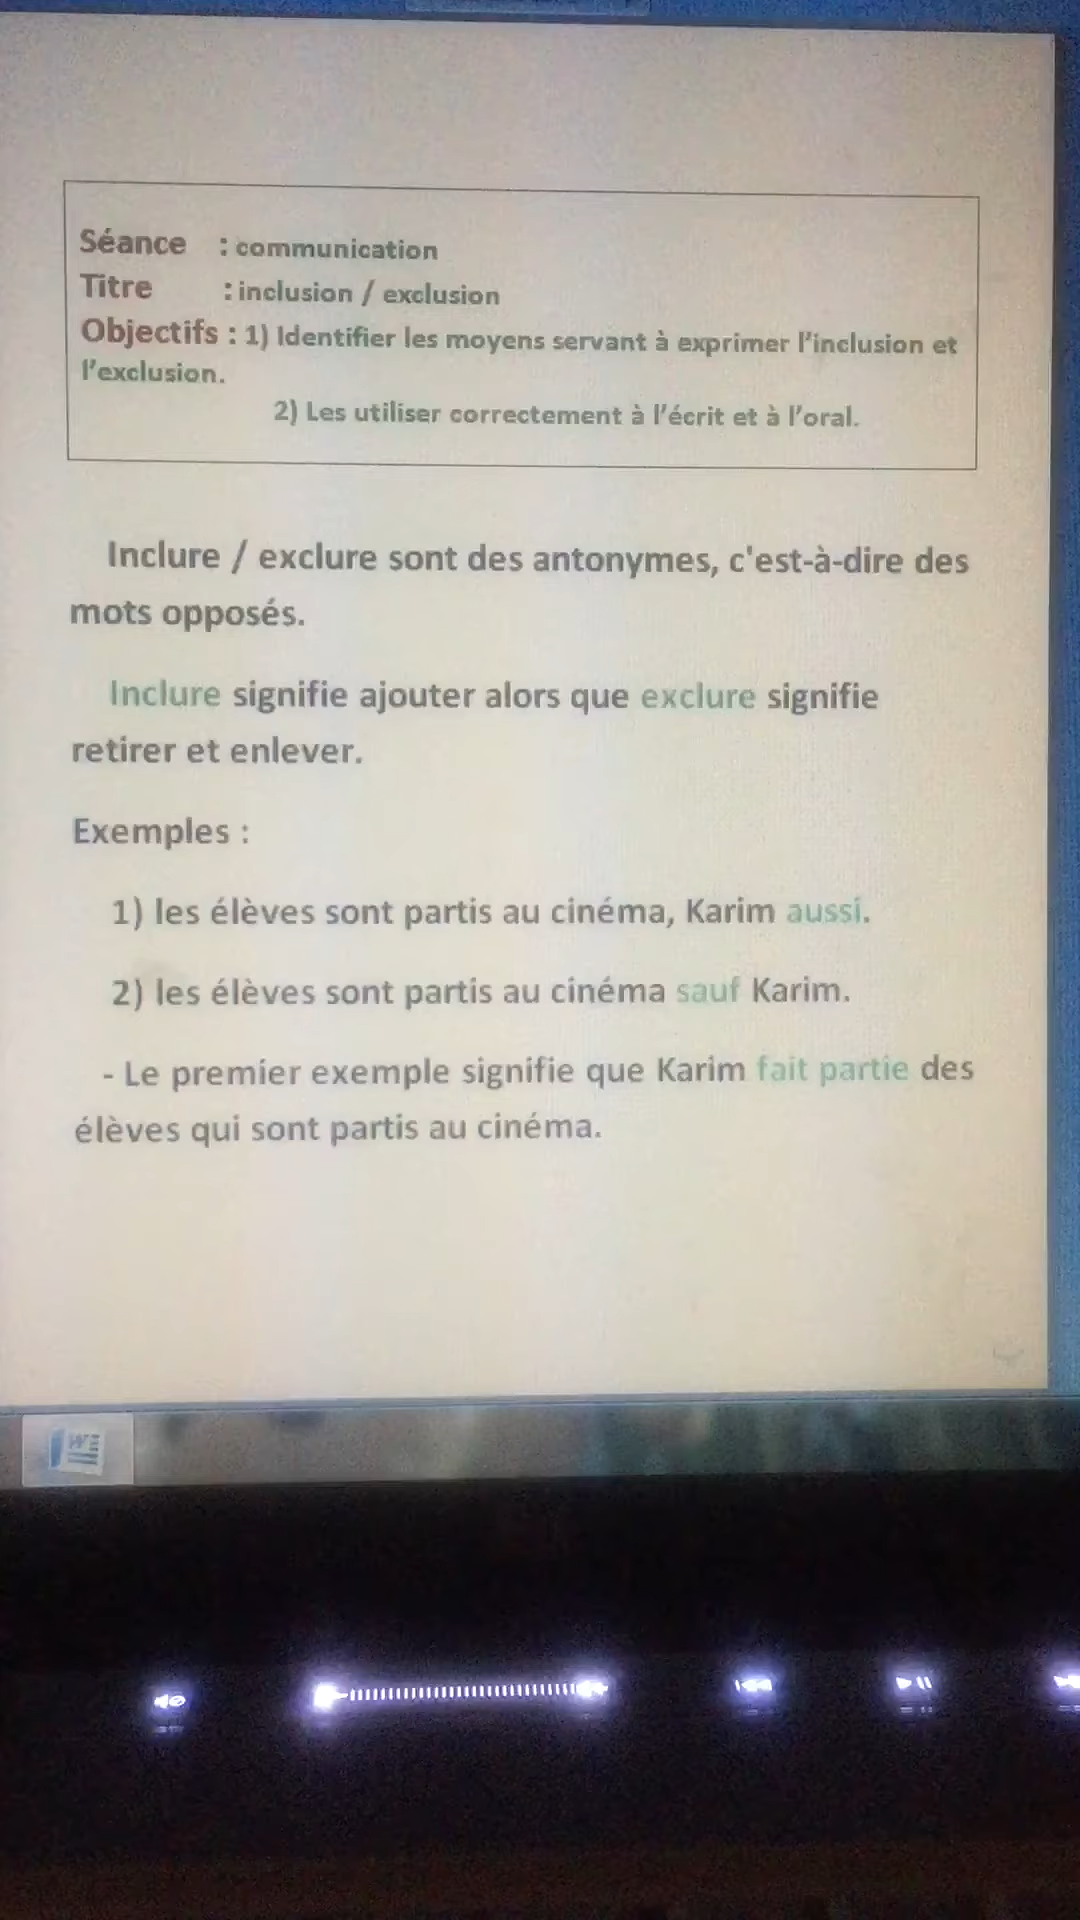 Séance : communication
Titre : inclusion / exclusion
Objectifs : 1) Identifier les moyens servant à exprimer l'inclusion et
l'exclusion.
2) Les utiliser correctement à l'écrit et à l'oral.
Inclure / exclure sont des antonymes, c'est-à-dire des
mots opposés.
Inclure signifie ajouter alors que exclure signifie
retirer et enlever.
Exemples :
1) les élèves sont partis au cinéma, Karim aussi.
2) les élèves sont partis au cinéma sauf Karim.
- Le premier exemple signifie que Karim fait partie des
élèves qui sont partis au cinéma.
W